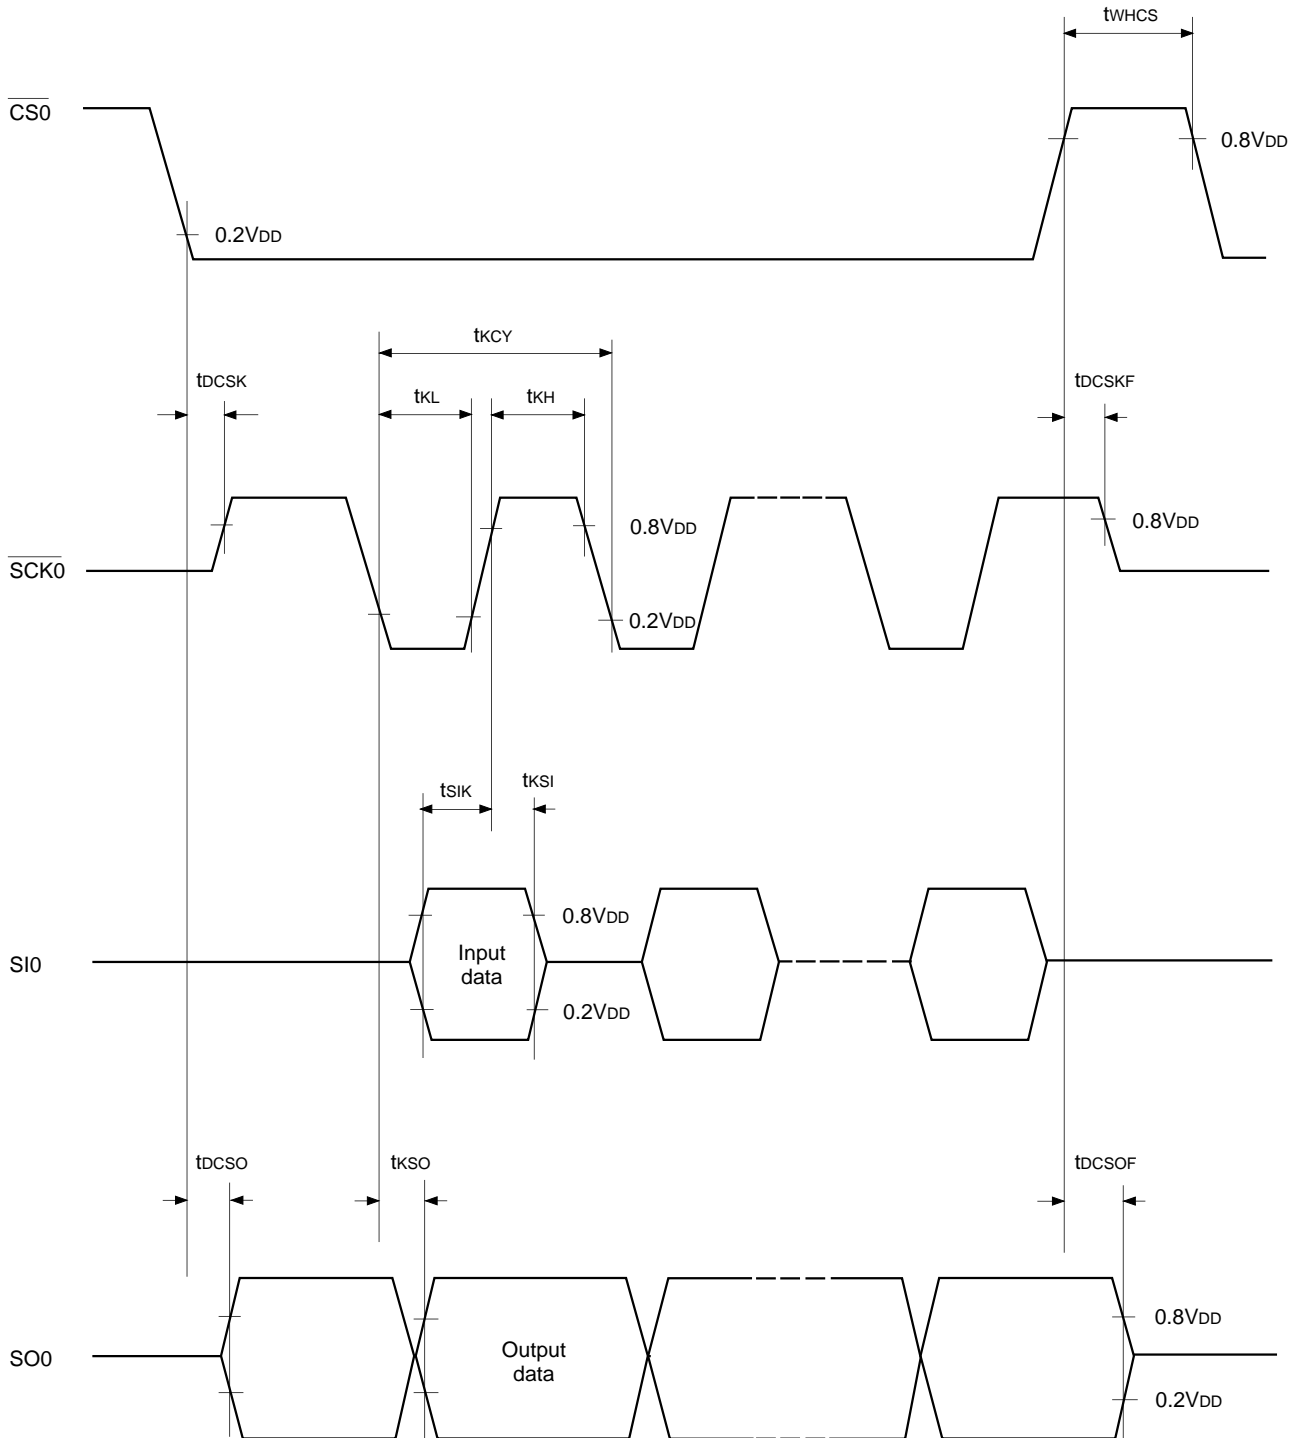 tWHCS
CS0
0.8VDD
0.2VDD
tKCY
tDCSK
tKL
tKH
tDCSKF
0.8VDD
0.8VDD
SCK0
0.2VDD
tSIK
tKSI
0.8VDD
Input
data
SI0
0.2VDD
tDCSO
tKSO
tDCSOF
0.8VDD
Output
data
SO0
0.2VDD